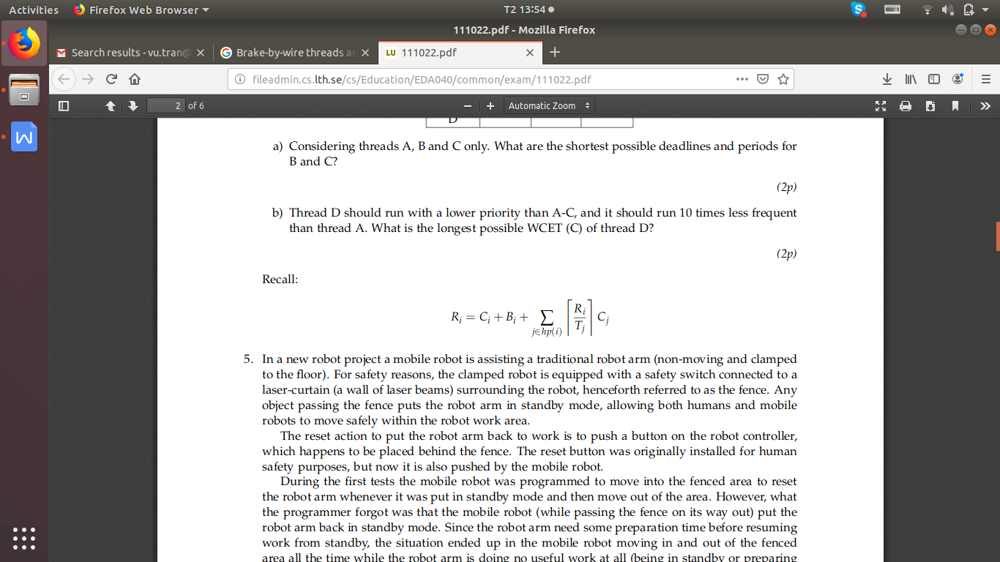 Activities Firefox Web Browser T2 13:54
111022.pdf - Mozilla Firefox
Search results - vu.tran@ Brake-by-wire threads ar LU 111022.pdf
fileadmin.cs.lth.se/cs/Education/EDA040/common/exam/111022.pdf
2 of 6 Automatic Zoom
D
a) Considering threads A, B and C only. What are the shortest possible deadlines and periods for
B and C?
(2p)
b) Thread D should run with a lower priority than A-C, and it should run 10 times less frequent
than thread A. What is the longest possible WCET (C) of thread D?
(2p)
Recall:
R_i = C_i + B_i + ∑_{j∈hp(i)} ⌈R_i/T_j⌉ C_j
5. In a new robot project a mobile robot is assisting a traditional robot arm (non-moving and clamped
to the floor). For safety reasons, the clamped robot is equipped with a safety switch connected to a
laser-curtain (a wall of laser beams) surrounding the robot, henceforth referred to as the fence. Any
object passing the fence puts the robot arm in standby mode, allowing both humans and mobile
robots to move safely within the robot work area.
The reset action to put the robot arm back to work is to push a button on the robot controller,
which happens to be placed behind the fence. The reset button was originally installed for human
safety purposes, but now it is also pushed by the mobile robot.
During the first tests the mobile robot was programmed to move into the fenced area to reset
the robot arm whenever it was put in standby mode and then move out of the area. However, what
the programmer forgot was that the mobile robot (while passing the fence on its way out) put the
robot arm back in standby mode. Since the robot arm need some preparation time before resuming
work from standby, the situation ended up in the mobile robot moving in and out of the fenced
area all the time while the robot arm is doing no useful work at all (being in standby or preparing